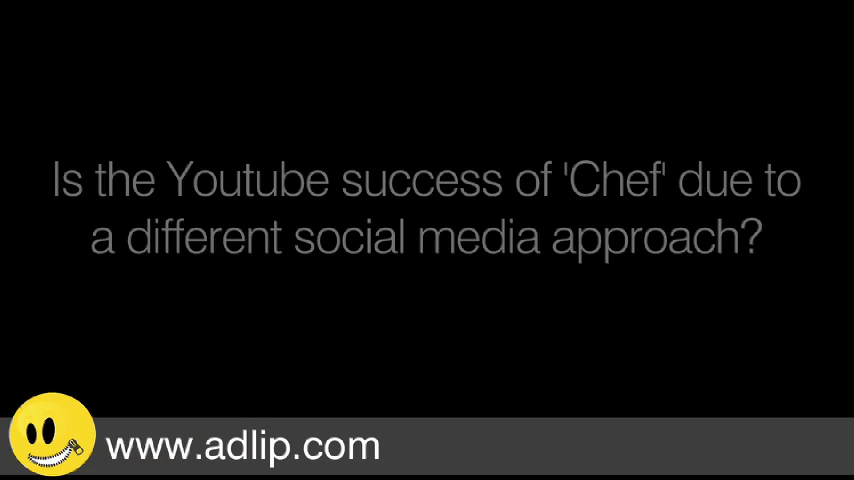 Is the Youtube success of 'Chef' due to
a different social media approach?
www.adlip.com